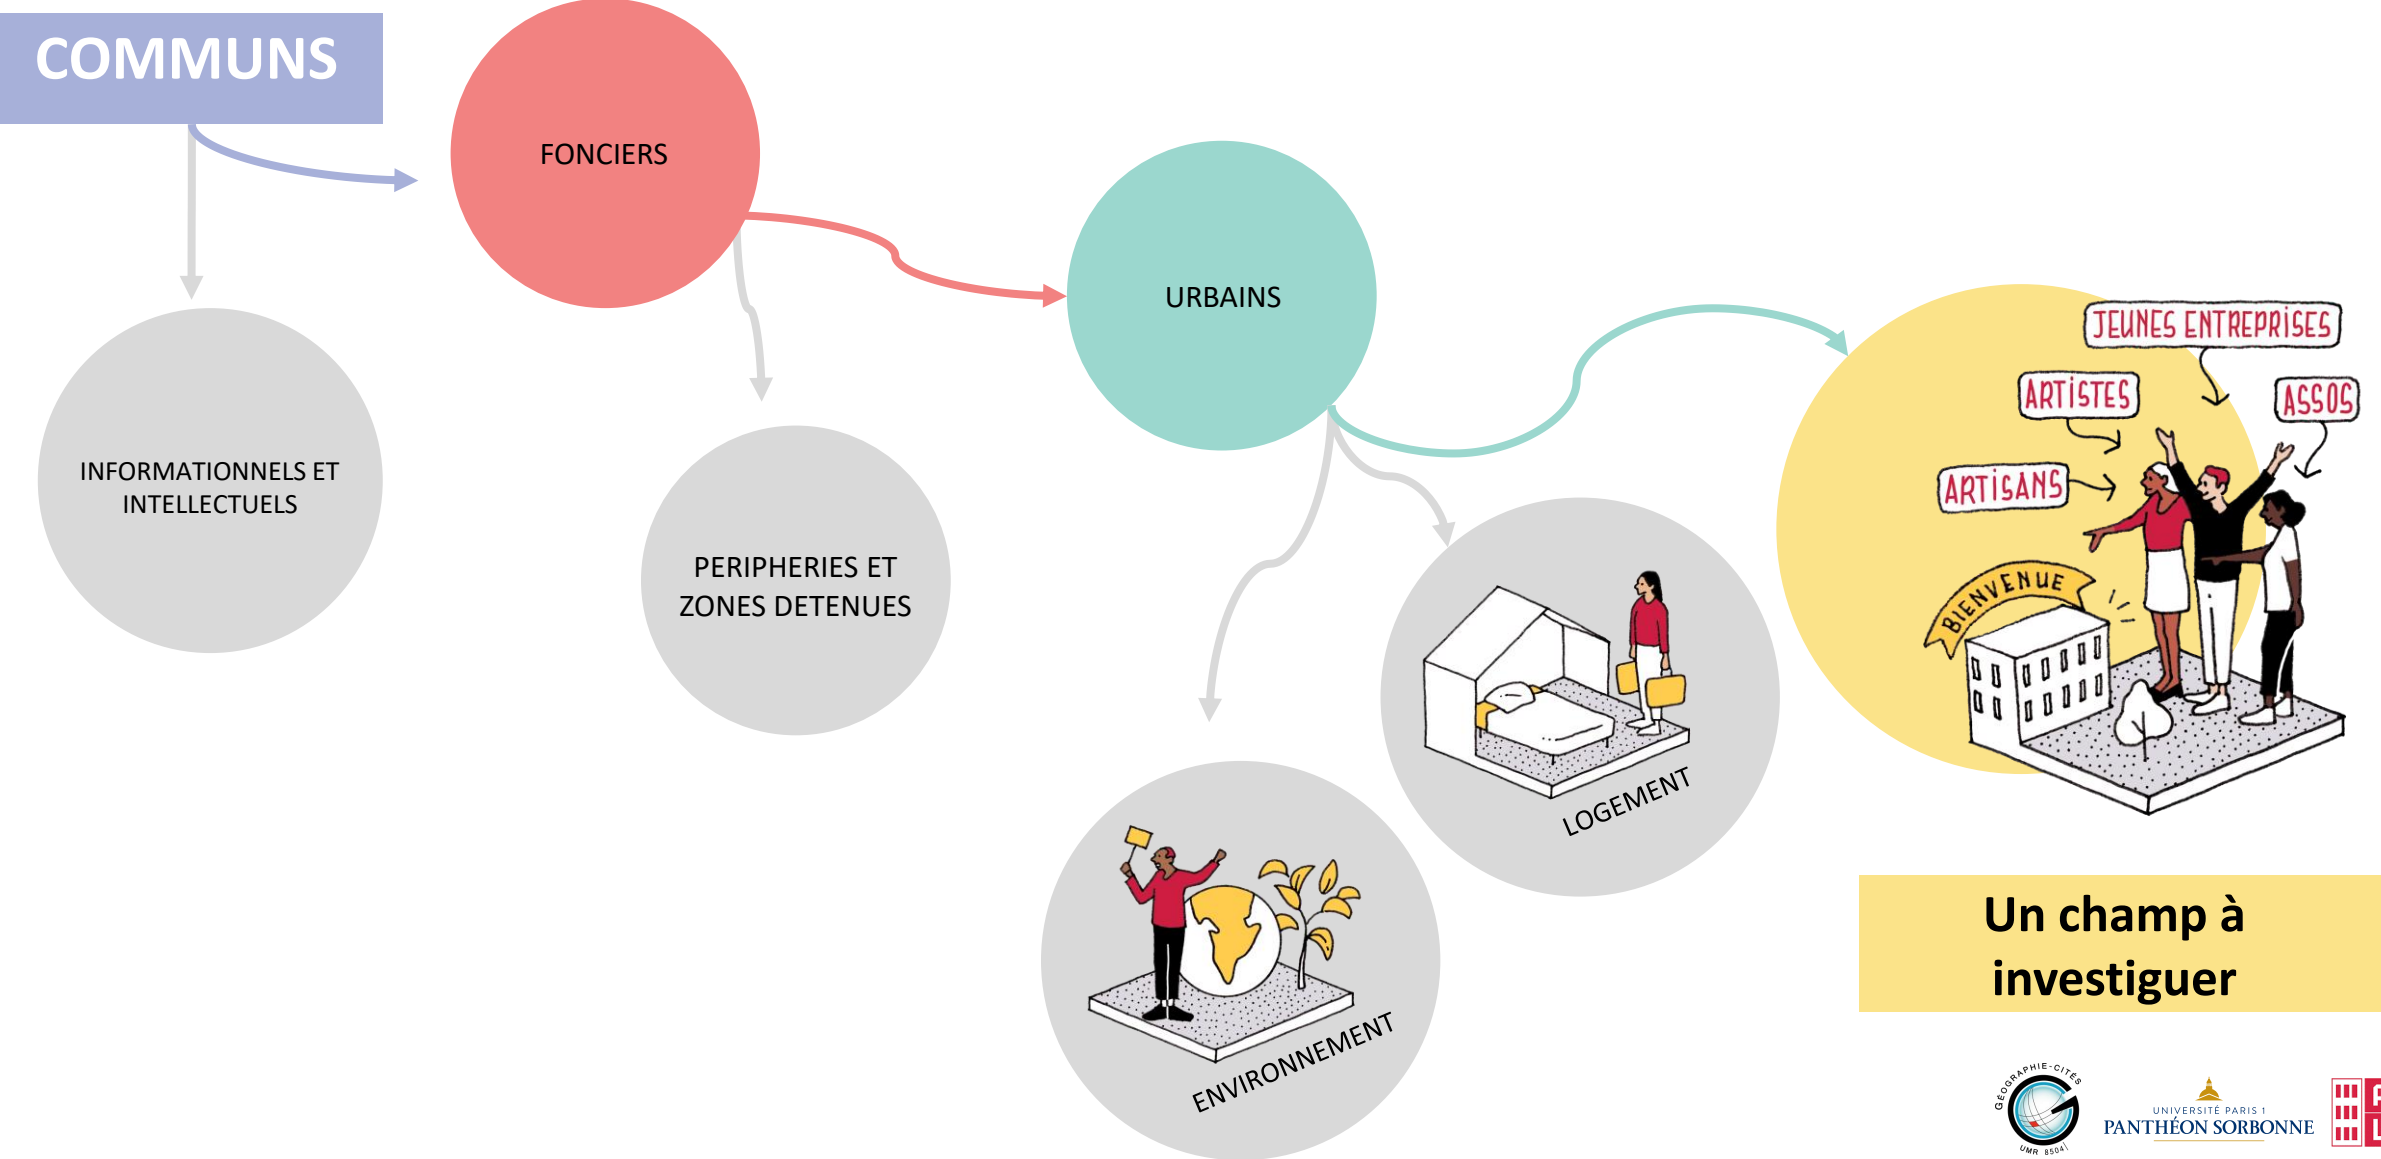 COMMUNS
FONCIERS
URBAINS
INFORMATIONNELS ET
INTELLECTUELS
PERIPHERIES ET
ZONES DETENUES
LOGEMENT
ENVIRONNEMENT
JEUNES ENTREPRISES
ARTISTES
ASSOS
ARTISANS
BIENVENUE
Un champ à
investiguer
GÉOGRAPHIE-CITÉS
UMR 8504
UNIVERSITÉ PARIS 1
PANTHÉON SORBONNE